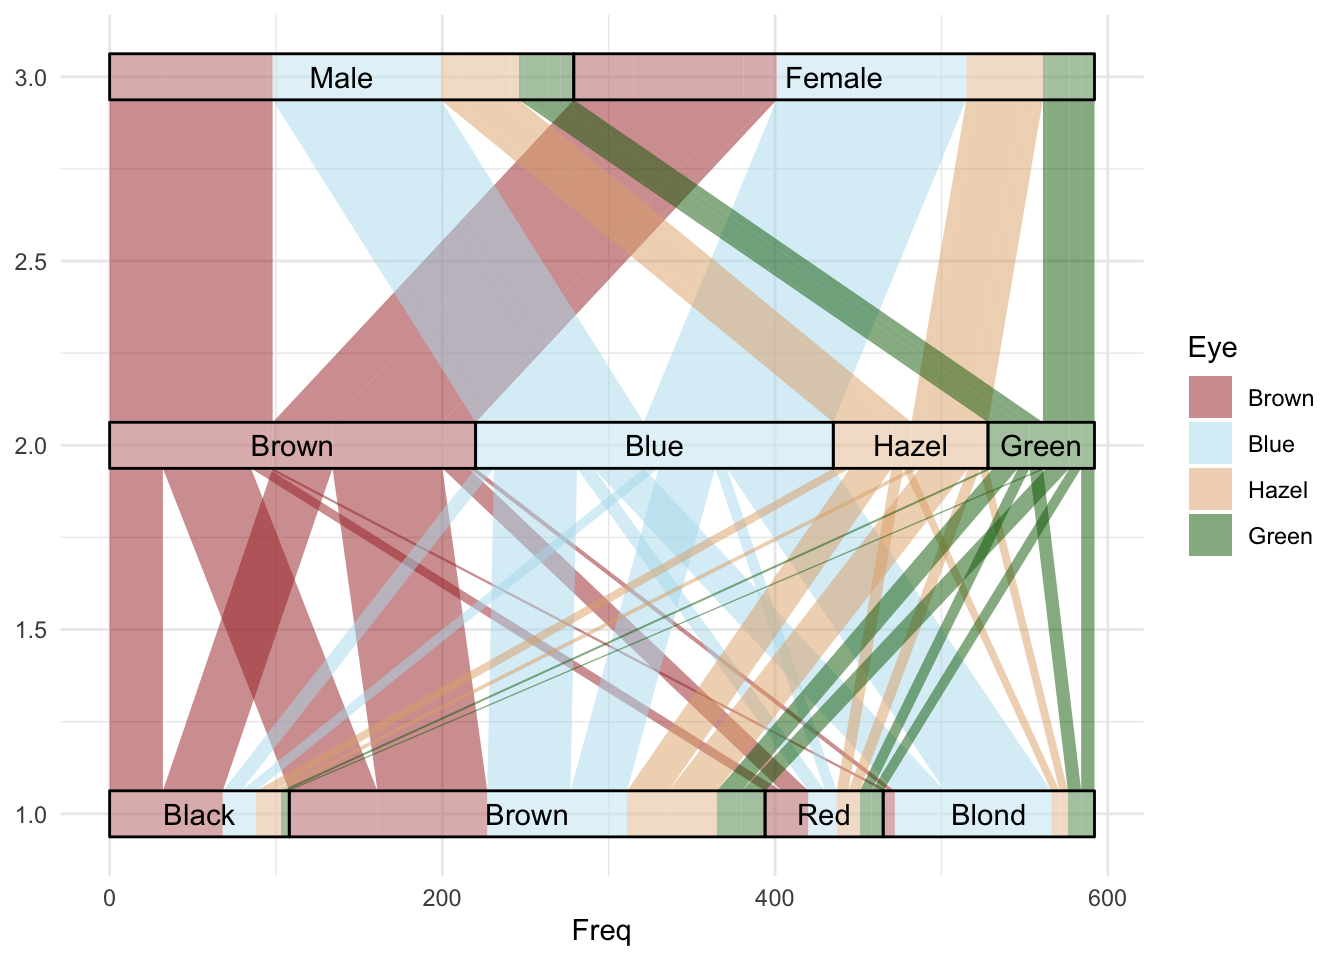 3.0
Male Female
2.5
2.0
Brown Blue Hazel Green
1.5
1.0
Black Brown Red Blond
0 200 400 600
Freq
Eye
Brown
Blue
Hazel
Green